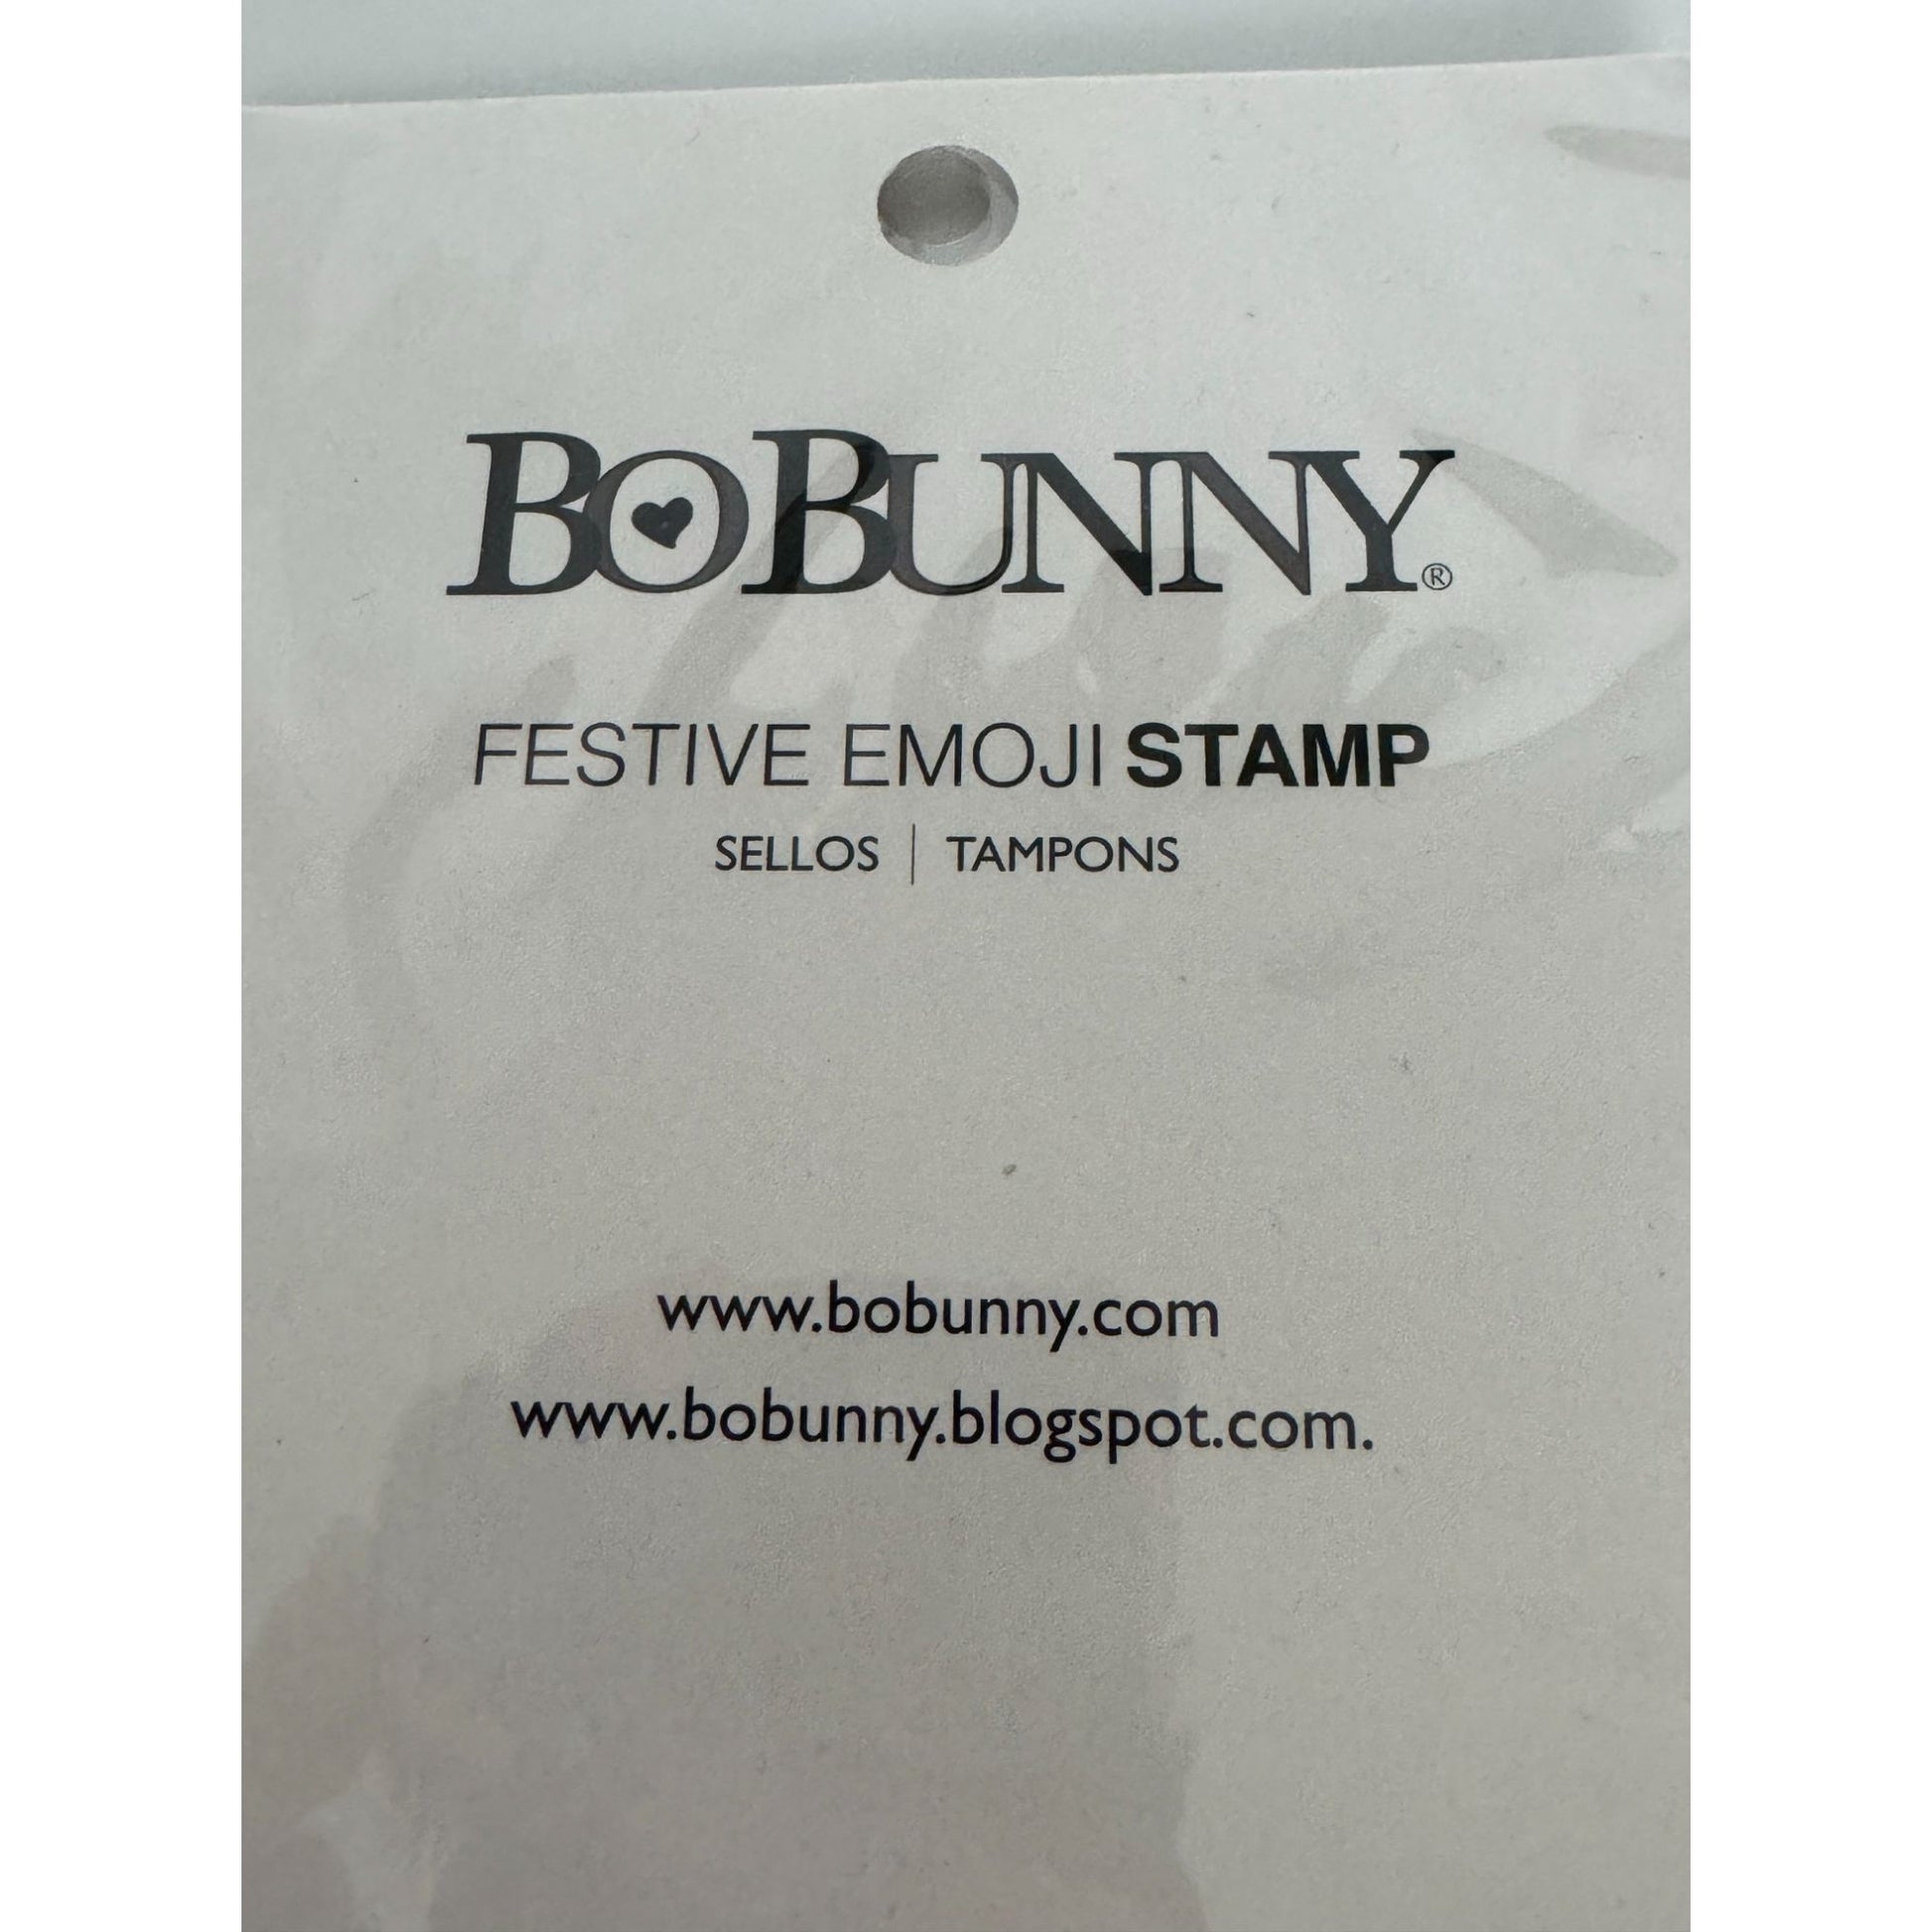 BOBUNNY®
FESTIVE EMOJI STAMP
SELLOS | TAMPONS
www.bobunny.com
www.bobunny.blogspot.com.